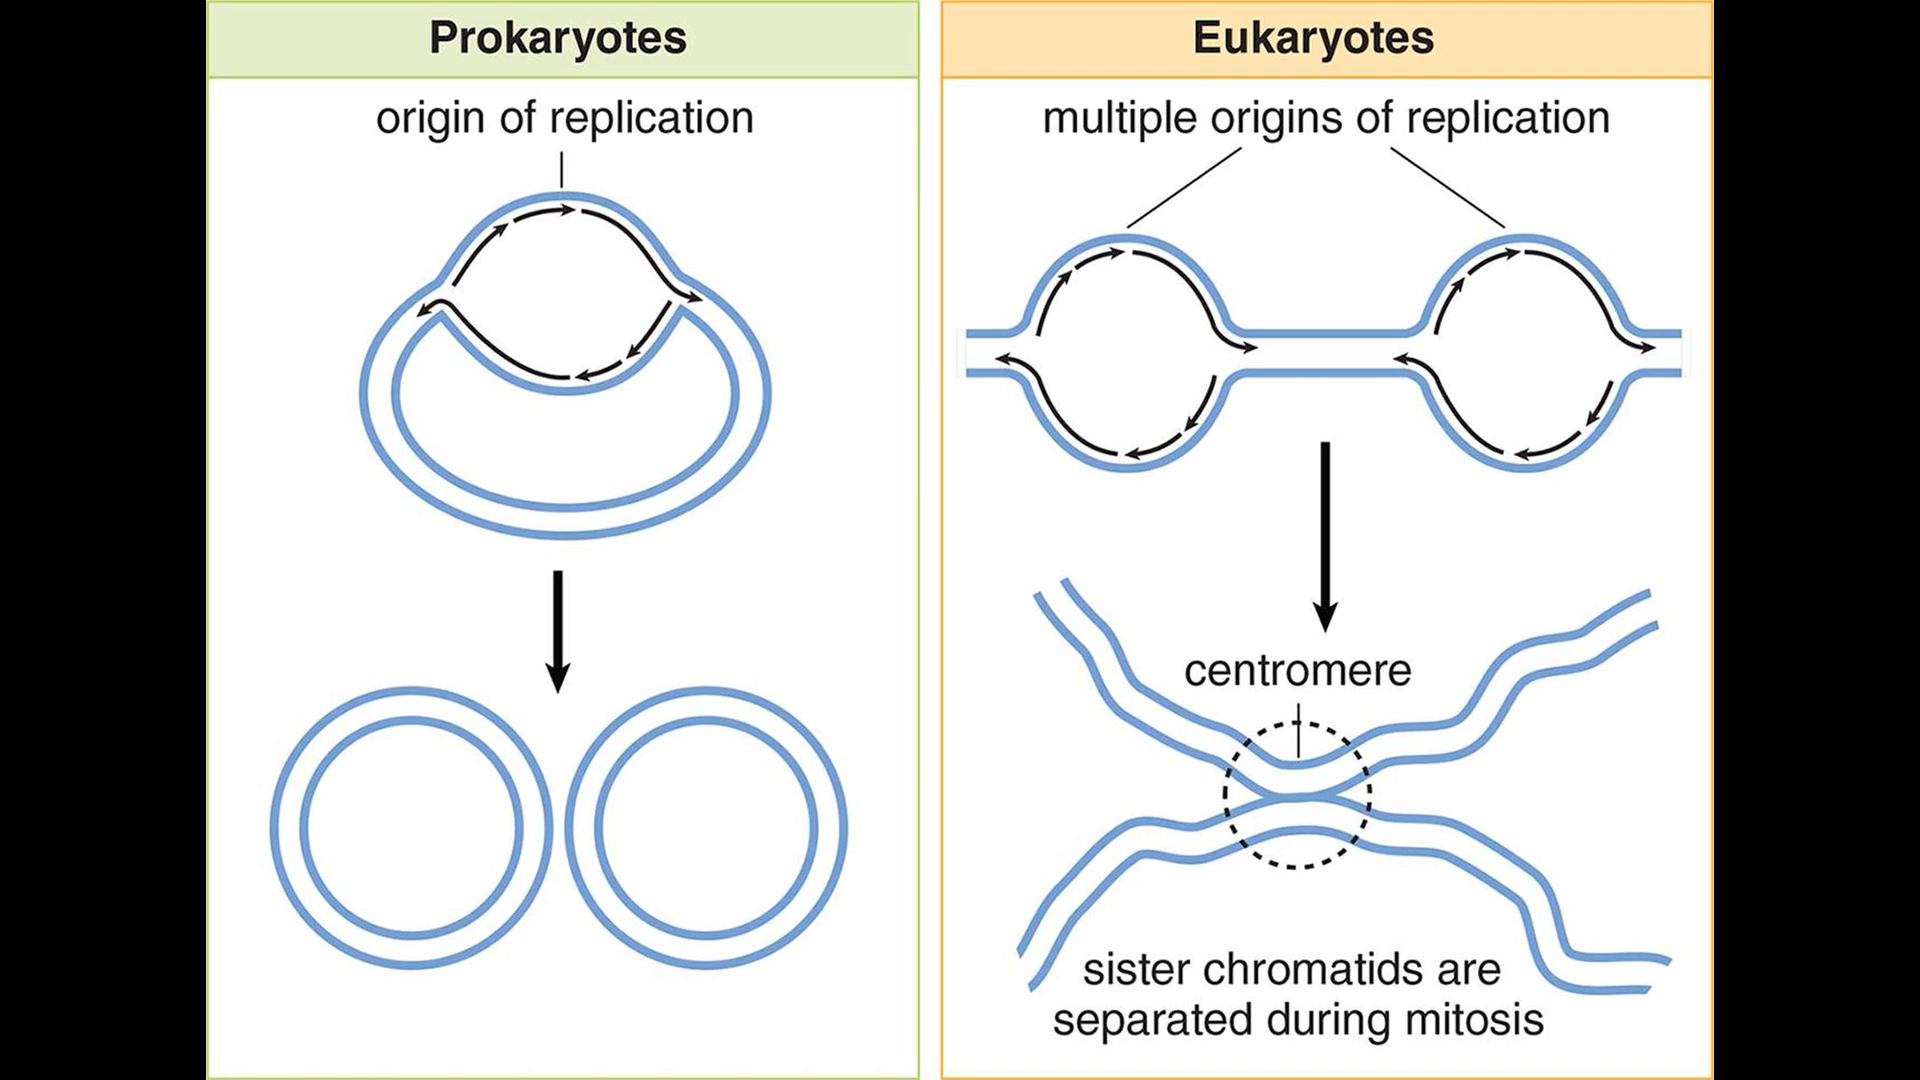 Prokaryotes
origin of replication
Eukaryotes
multiple origins of replication
centromere
sister chromatids are
separated during mitosis